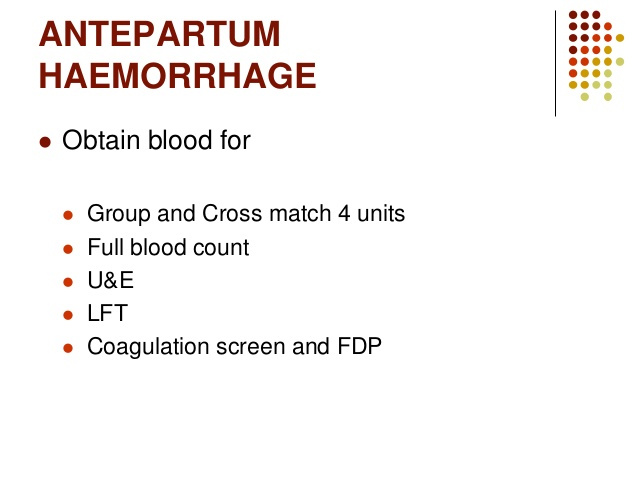 ANTEPARTUM
HAEMORRHAGE
Obtain blood for
Group and Cross match 4 units
Full blood count
U&E
LFT
Coagulation screen and FDP